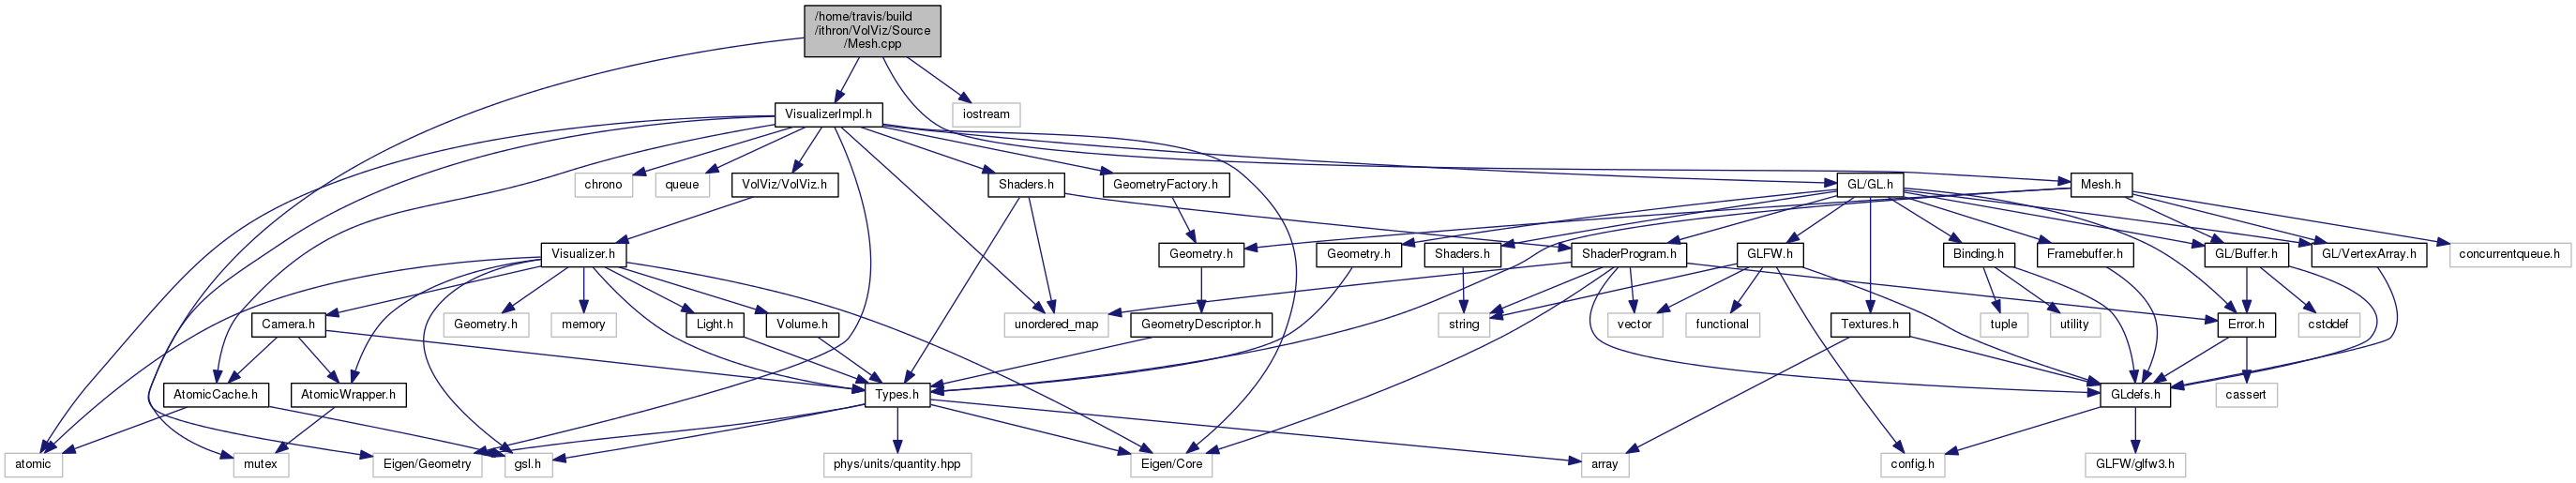 /home/travis/build
/ithron/VolViz/Source
/Mesh.cpp
VisualizerImpl.h
iostream
chrono
queue
VolViz/VolViz.h
Shaders.h
GeometryFactory.h
GL/GL.h
Mesh.h
Visualizer.h
Geometry.h
Geometry.h
Shaders.h
ShaderProgram.h
GLFW.h
Binding.h
Framebuffer.h
GL/Buffer.h
GL/VertexArray.h
concurrentqueue.h
Camera.h
Geometry.h
memory
Light.h
Volume.h
unordered_map
GeometryDescriptor.h
string
vector
functional
Textures.h
tuple
utility
Error.h
cstddef
AtomicCache.h
AtomicWrapper.h
Types.h
GLdefs.h
cassert
atomic
mutex
Eigen/Geometry
gsl.h
phys/units/quantity.hpp
Eigen/Core
array
config.h
GLFW/glfw3.h